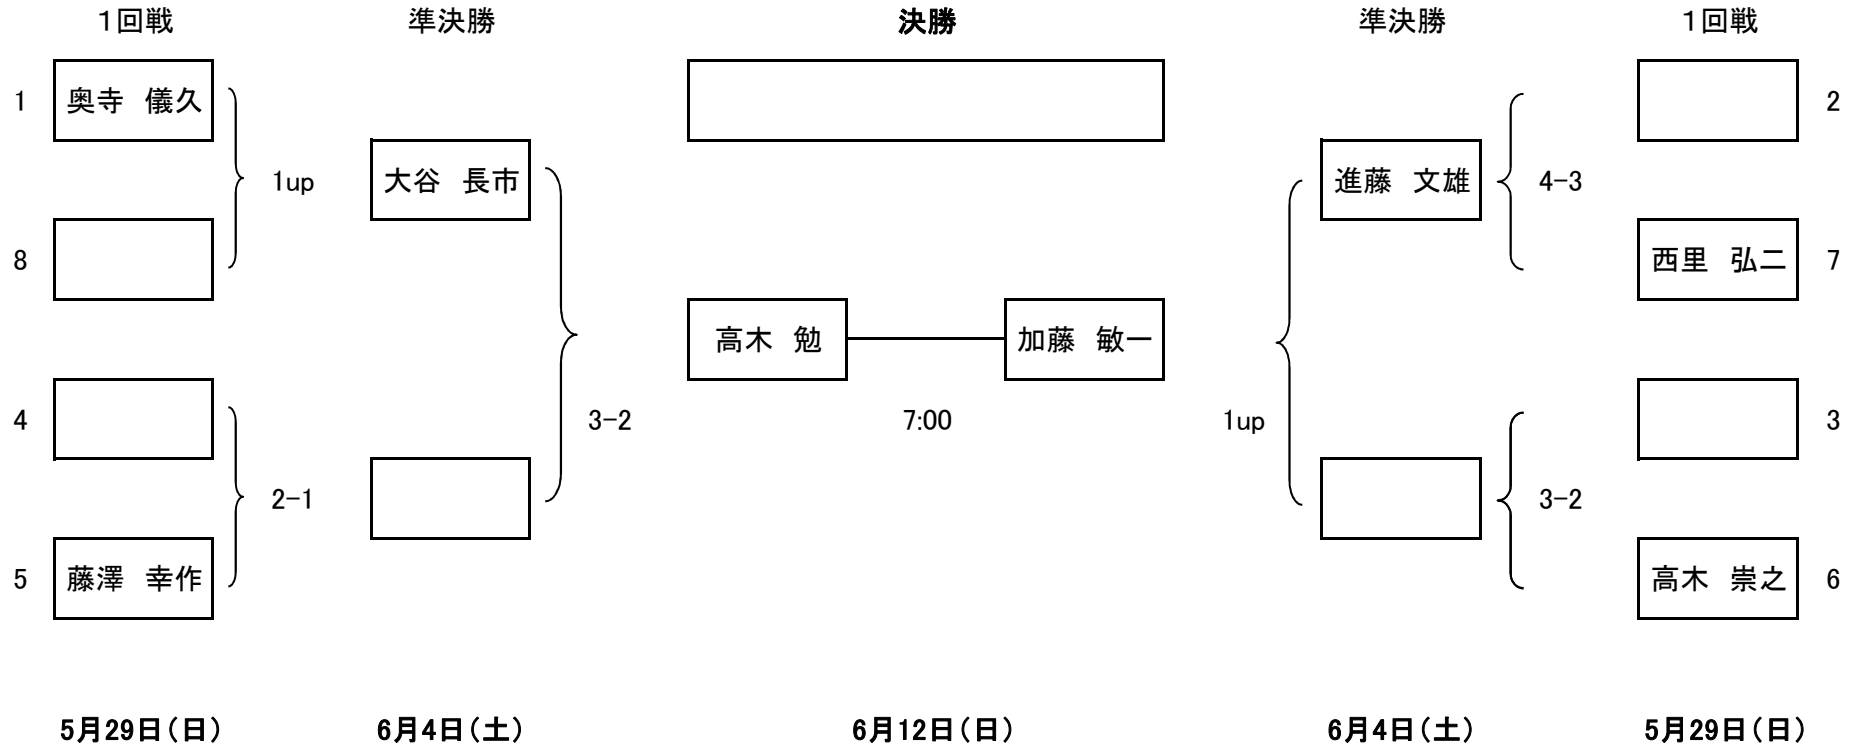 １回戦 準決勝 決勝 準決勝 １回戦
1 奥寺　儀久 2
1up 大谷　長市 進藤　文雄 4-3
8 西里　弘二 7
高木　勉 加藤　敏一
4 3-2 7:00 1up 3
2-1 3-2
5 藤澤　幸作 高木　崇之 6
5月29日（日） 6月4日（土） 6月12日（日） 6月4日（土） 5月29日（日）